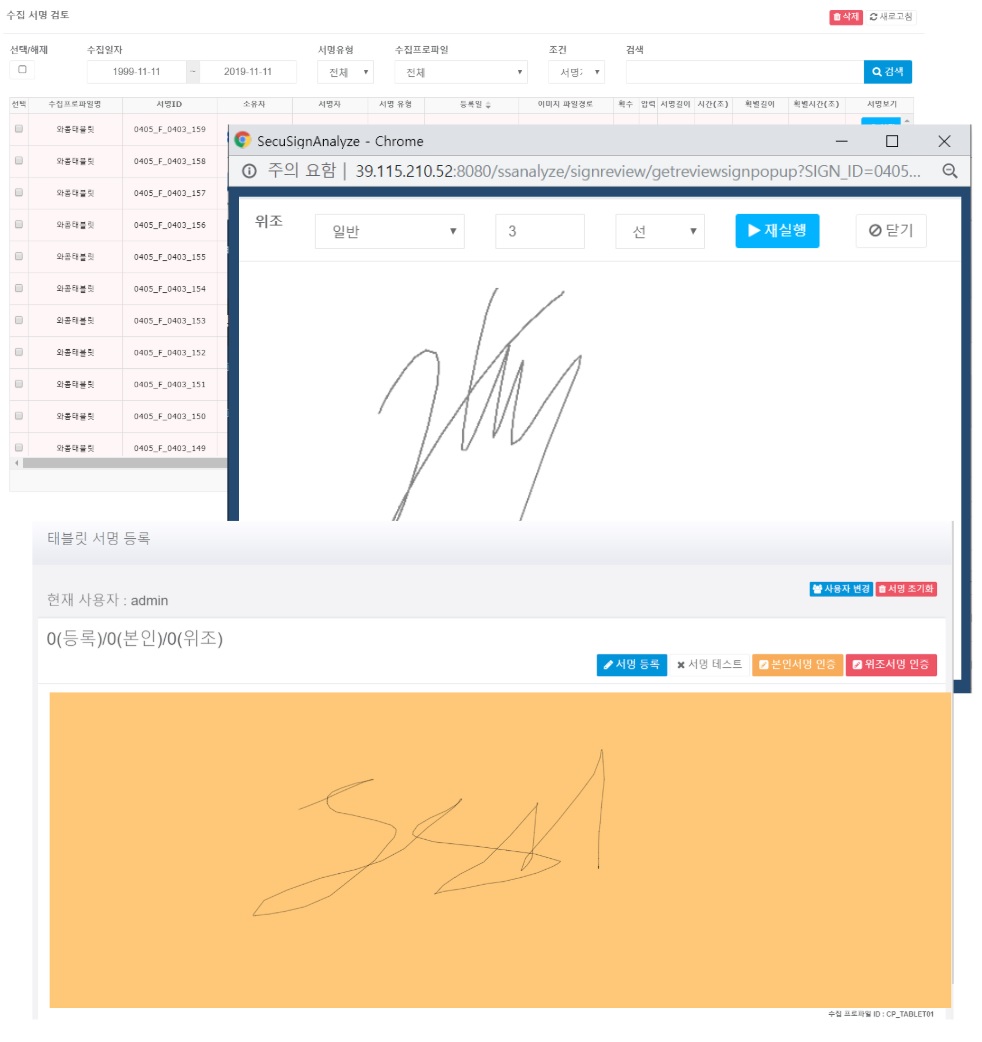 수집 서명 검토
삭제 새로고침
선택/해제 수집일자 서명유형 수집프로파일 조건 검색
1999-11-11 ~ 2019-11-11 전체 전체 서명 검색
선택 수집프로파일명 서명ID 소유자 서명자 서명 유형 등록일 이미지 파일경로 획수 압력 서명길이 시간(초) 획별길이 획별시간(초) 서명보기
와콤태블릿 0405_F_0403_159
와콤태블릿 0405_F_0403_158
와콤태블릿 0405_F_0403_157
와콤태블릿 0405_F_0403_156
와콤태블릿 0405_F_0403_155
와콤태블릿 0405_F_0403_154
와콤태블릿 0405_F_0403_153
와콤태블릿 0405_F_0403_152
와콤태블릿 0405_F_0403_151
와콤태블릿 0405_F_0403_150
와콤태블릿 0405_F_0403_149
SecuSignAnalyze - Chrome
주의 요함 | 39.115.210.52:8080/ssanalyze/signreview/getreviewsignpopup?SIGN_ID=0405...
위조 일반 3 선 재실행 닫기
태블릿 서명 등록
현재 사용자 : admin
사용자 변경 서명 초기화
0(등록)/0(본인)/0(위조)
서명 등록 서명 테스트 본인서명 인증 위조서명 인증
수집 프로파일 ID : CP_TABLET01